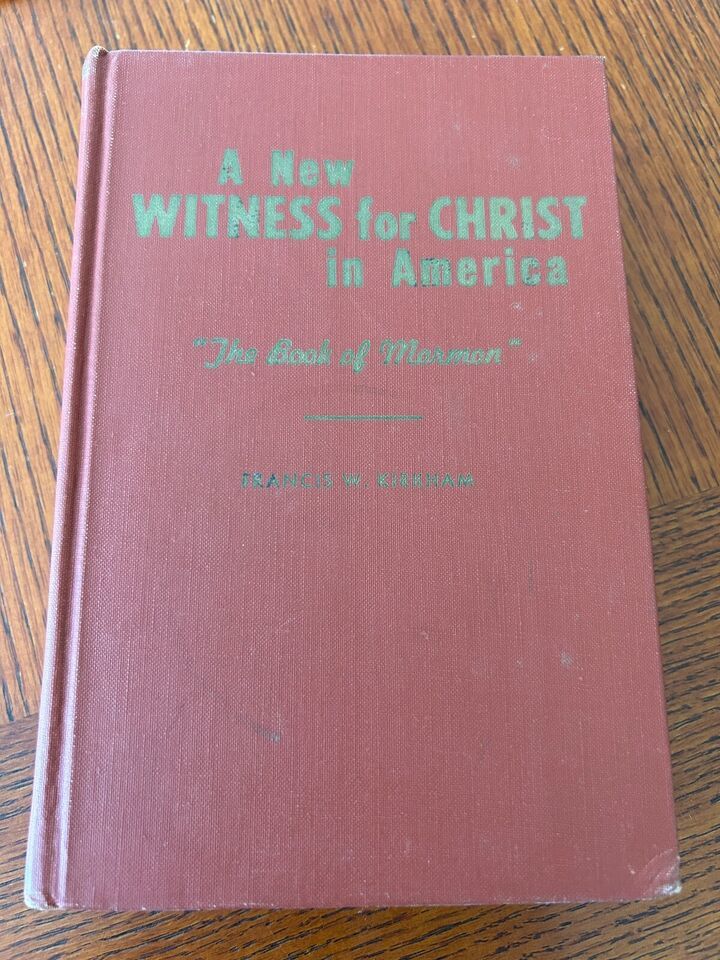 A New
WITNESS for CHRIST
in America
"The Book of Mormon"
FRANCIS W. KIRKHAM